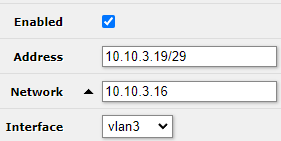 Enabled
Address 10.10.3.19/29
Network 10.10.3.16
Interface vlan3